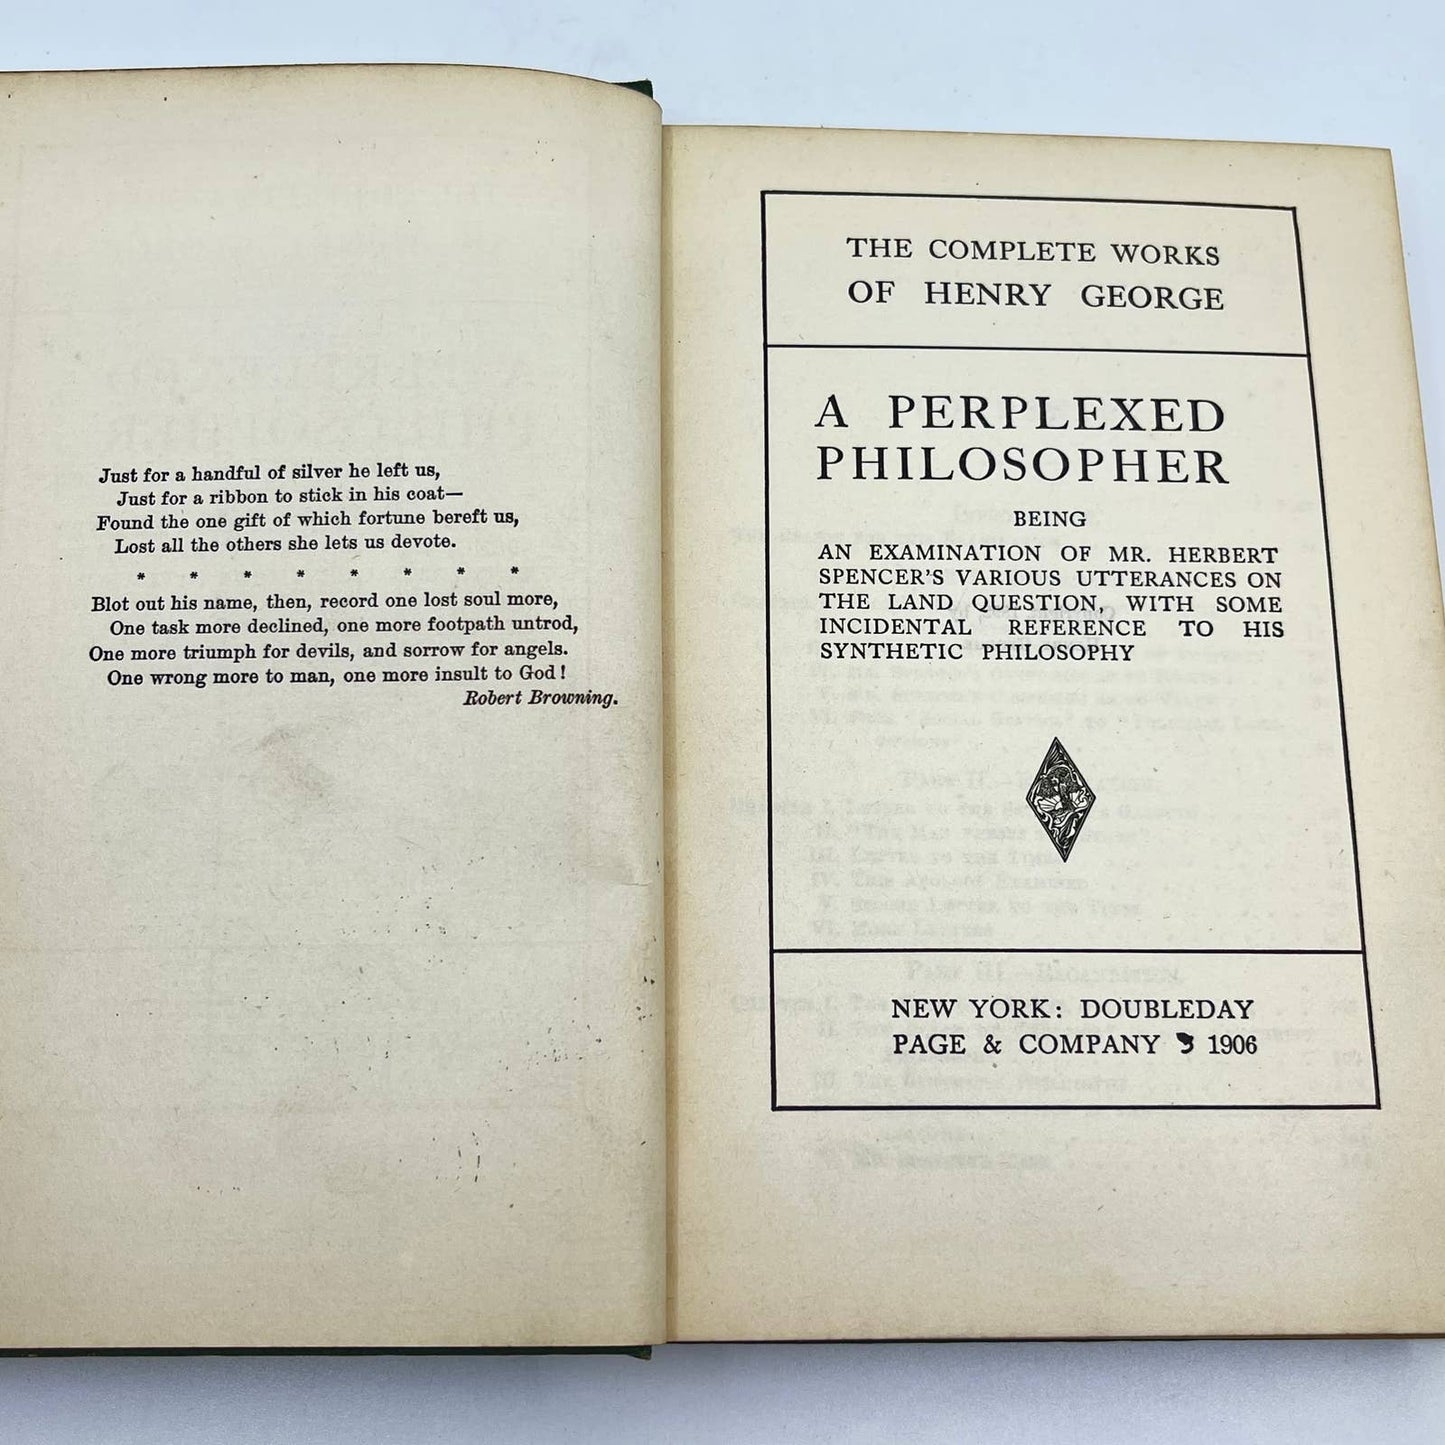 Just for a handful of silver he left us,
Just for a ribbon to stick in his coat—
Found the one gift of which fortune bereft us,
Lost all the others she lets us devote.
* * * * * * * *
Blot out his name, then, record one lost soul more,
One task more declined, one more footpath untrod,
One more triumph for devils, and sorrow for angels.
One wrong more to man, one more insult to God!
Robert Browning.
THE COMPLETE WORKS
OF HENRY GEORGE
A PERPLEXED
PHILOSOPHER
BEING
AN EXAMINATION OF MR. HERBERT
SPENCER'S VARIOUS UTTERANCES ON
THE LAND QUESTION, WITH SOME
INCIDENTAL REFERENCE TO HIS
SYNTHETIC PHILOSOPHY
NEW YORK: DOUBLEDAY
PAGE & COMPANY 1906